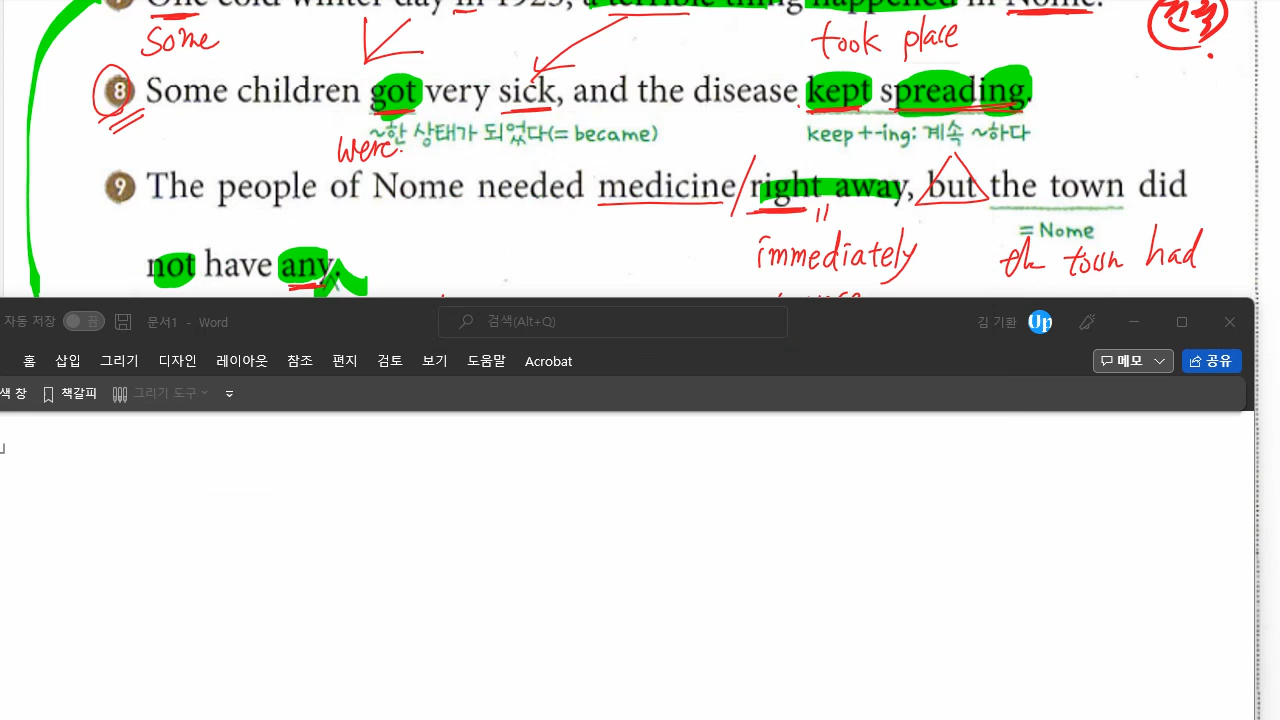 One cold winter day in 1925, a terrible thing happened in Nome.
Some
took place
8 Some children got very sick, and the disease kept spreading.
~한 상태가 되었다(= became)
keep + -ing: 계속 ~하다
were.
9 The people of Nome needed medicine / right away, but the town did
= Nome
immediately
town had
not have any.
자동 저장 끔 문서1 - Word
검색(Alt+Q)
김 기환 Up
홈 삽입 그리기 디자인 레이아웃 참조 편지 검토 보기 도움말 Acrobat
메모 공유
색 창 책갈피 그리기 도구